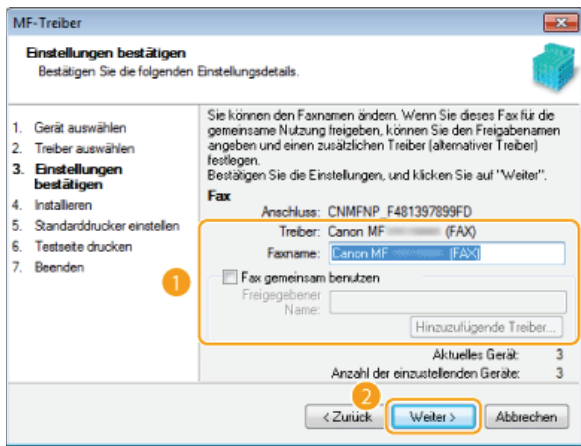 MF-Treiber
Einstellungen bestätigen
Bestätigen Sie die folgenden Einstellungsdetails.
1. Gerät auswählen
2. Treiber auswählen
3. Einstellungen
bestätigen
4. Installieren
5. Standarddrucker einstellen
6. Testseite drucken
7. Beenden
Sie können den Faxnamen ändern. Wenn Sie dieses Fax für die
gemeinsame Nutzung freigeben, können Sie den Freigabenamen
angeben und einen zusätzlichen Treiber (alternativer Treiber)
festlegen.
Bestätigen Sie die Einstellungen, und klicken Sie auf "Weiter".
Fax
Anschluss: CNMFNP_F481397899FD
Treiber: Canon MF (FAX)
Faxname: Canon MF (FAX)
1
Fax gemeinsam benutzen
Freigegebener
Name:
Hinzuzufügende Treiber...
Aktuelles Gerät: 3
Anzahl der einzustellenden Geräte: 3
2
< Zurück Weiter > Abbrechen